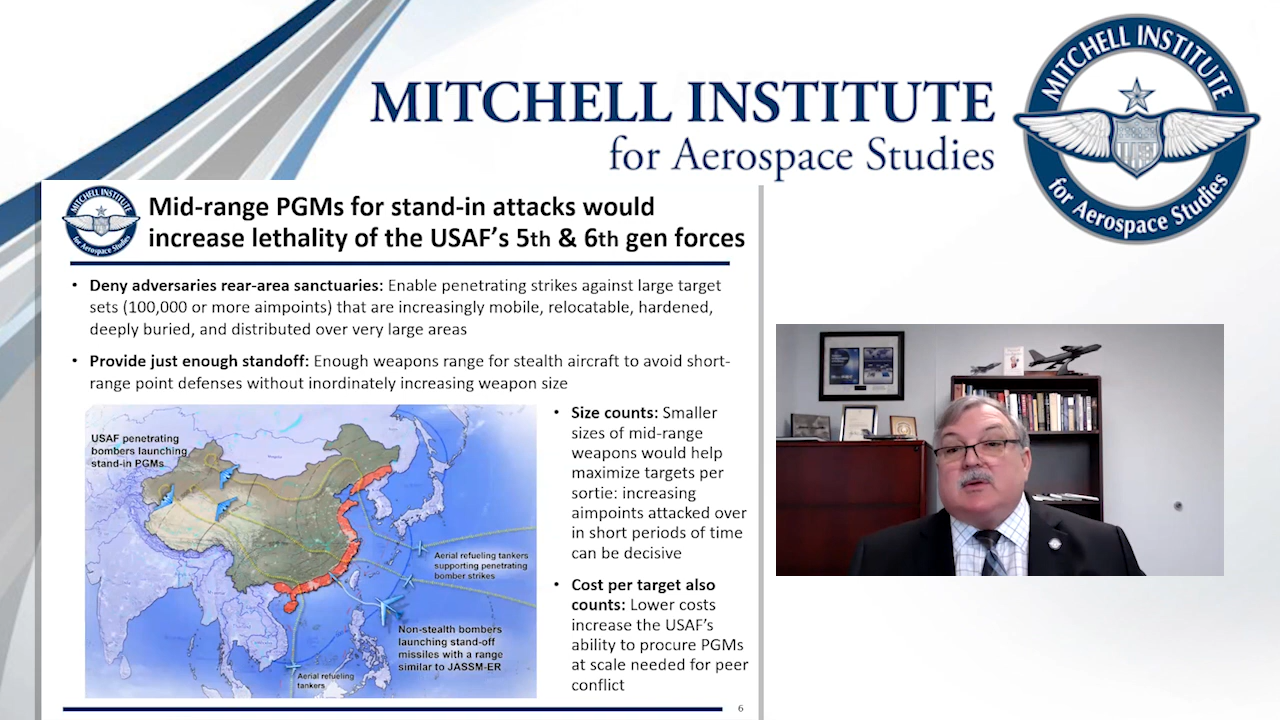 MITCHELL INSTITUTE
for Aerospace Studies
MITCHELL INSTITUTE
for Aerospace Studies
MITCHELL INSTITUTE
for Aerospace Studies
Mid-range PGMs for stand-in attacks would
increase lethality of the USAF’s 5th & 6th gen forces
• Deny adversaries rear-area sanctuaries: Enable penetrating strikes against large target
sets (100,000 or more aimpoints) that are increasingly mobile, relocatable, hardened,
deeply buried, and distributed over very large areas
• Provide just enough standoff: Enough weapons range for stealth aircraft to avoid short-
range point defenses without inordinately increasing weapon size
USAF penetrating
bombers launching
stand-in PGMs
Aerial refueling tankers
supporting penetrating
bomber strikes
Non-stealth bombers
launching stand-off
missiles with a range
similar to JASSM-ER
Aerial refueling
tankers
• Size counts: Smaller
sizes of mid-range
weapons would help
maximize targets per
sortie: increasing
aimpoints attacked over
in short periods of time
can be decisive
• Cost per target also
counts: Lower costs
increase the USAF’s
ability to procure PGMs
at scale needed for peer
conflict
6